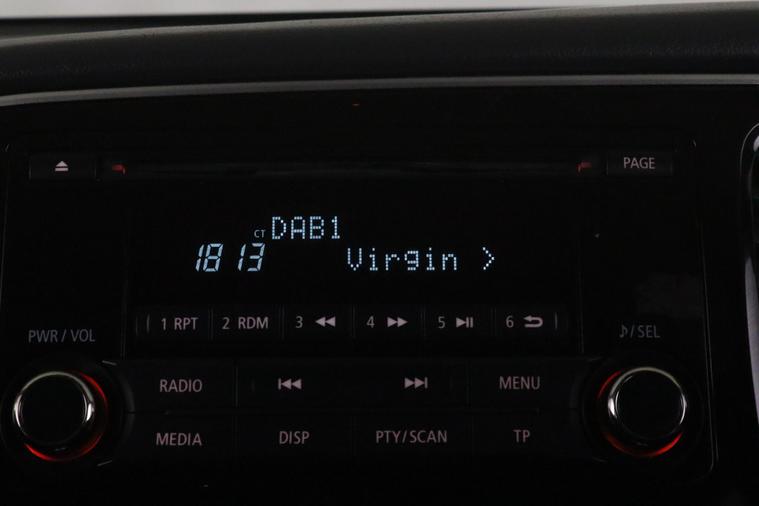 PAGE
CT DAB1
18 13 Virgin >
1 RPT 2 RDM 3 4 5 6
PWR / VOL
♪/SEL
RADIO MENU
MEDIA DISP PTY/SCAN TP